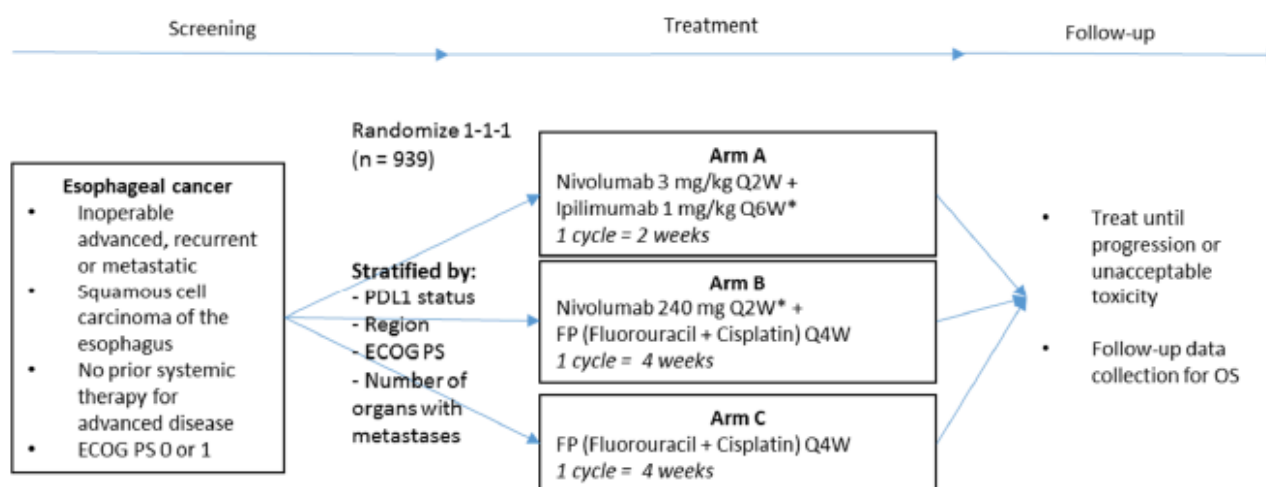 Screening
Treatment
Follow-up
Esophageal cancer
• Inoperable
advanced, recurrent
or metastatic
• Squamous cell
carcinoma of the
esophagus
• No prior systemic
therapy for
advanced disease
• ECOG PS 0 or 1
Randomize 1-1-1
(n = 939)
Stratified by:
- PDL1 status
- Region
- ECOG PS
- Number of
organs with
metastases
Arm A
Nivolumab 3 mg/kg Q2W +
Ipilimumab 1 mg/kg Q6W*
1 cycle = 2 weeks
Arm B
Nivolumab 240 mg Q2W* +
FP (Fluorouracil + Cisplatin) Q4W
1 cycle = 4 weeks
Arm C
FP (Fluorouracil + Cisplatin) Q4W
1 cycle = 4 weeks
• Treat until
progression or
unacceptable
toxicity
• Follow-up data
collection for OS